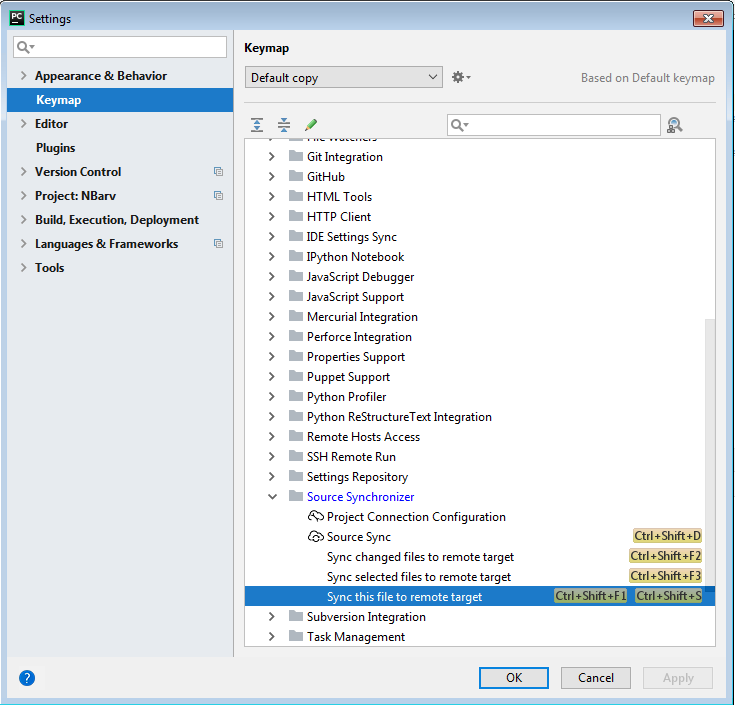 PC Settings
Appearance & Behavior
Keymap
Editor
Plugins
Version Control
Project: NBarv
Build, Execution, Deployment
Languages & Frameworks
Tools
Keymap
Default copy
Based on Default keymap
File Watchers
Git Integration
GitHub
HTML Tools
HTTP Client
IDE Settings Sync
IPython Notebook
JavaScript Debugger
JavaScript Support
Mercurial Integration
Perforce Integration
Properties Support
Puppet Support
Python Profiler
Python ReStructureText Integration
Remote Hosts Access
SSH Remote Run
Settings Repository
Source Synchronizer
Project Connection Configuration
Source Sync Ctrl+Shift+D
Sync changed files to remote target Ctrl+Shift+F2
Sync selected files to remote target Ctrl+Shift+F3
Sync this file to remote target Ctrl+Shift+F1 Ctrl+Shift+S
Subversion Integration
Task Management
?
OK Cancel Apply